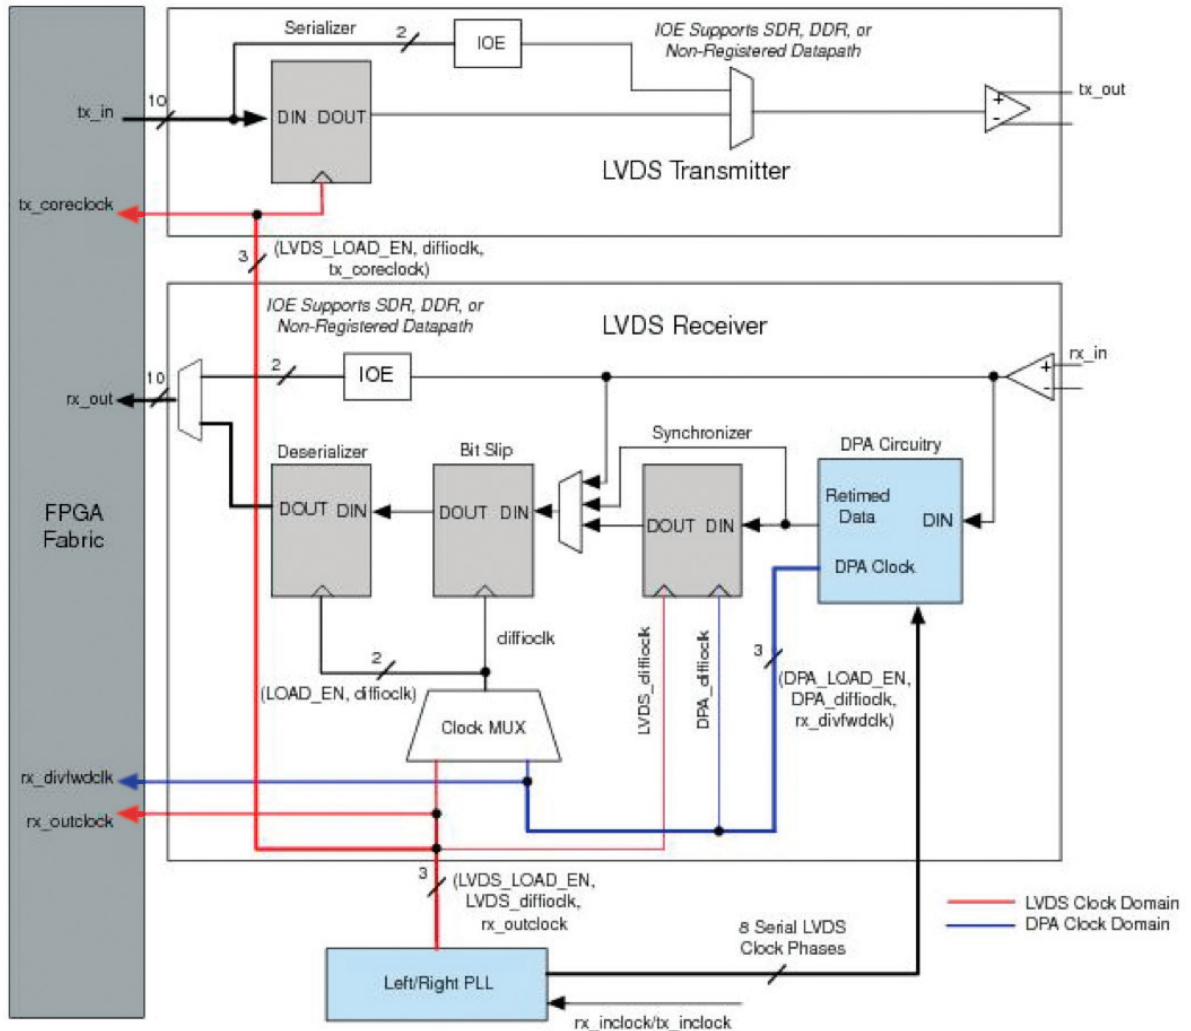 Serializer
2
IOE
IOE Supports SDR, DDR, or
Non-Registered Datapath
tx_in
10
DIN DOUT
+
-
tx_out
LVDS Transmitter
tx_coreclock
3
(LVDS_LOAD_EN, diffioclk,
tx_coreclock)
IOE Supports SDR, DDR, or
Non-Registered Datapath
LVDS Receiver
rx_out
10
2
IOE
+
-
rx_in
Deserializer
Bit Slip
Synchronizer
DPA Circuitry
FPGA
Fabric
DOUT DIN
DOUT DIN
DOUT DIN
Retimed
Data
DIN
DPA Clock
2
(LOAD_EN, diffioclk)
diffioclk
LVDS_diffioclk
DPA_diffioclk
3
(DPA_LOAD_EN,
DPA_diffioclk,
rx_divfwdclk)
Clock MUX
rx_divfwdclk
rx_outclock
3
(LVDS_LOAD_EN,
LVDS_diffioclk,
rx_outclock
8 Serial LVDS
Clock Phases
LVDS Clock Domain
DPA Clock Domain
Left/Right PLL
rx_inclock/tx_inclock